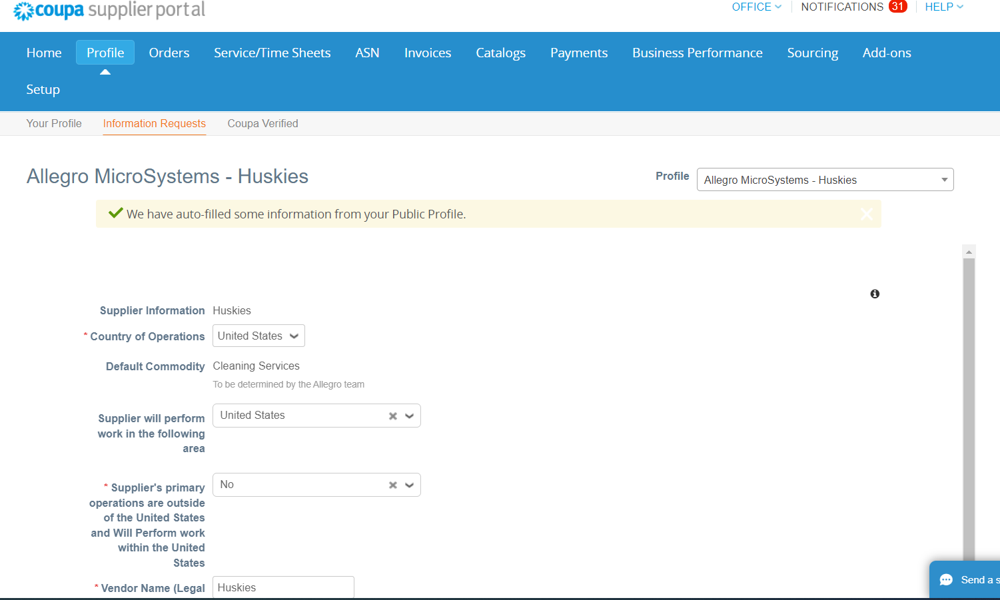 coupa supplier portal
OFFICE NOTIFICATIONS 31 HELP
Home Profile Orders Service/Time Sheets ASN Invoices Catalogs Payments Business Performance Sourcing Add-ons
Setup
Your Profile Information Requests Coupa Verified
Allegro MicroSystems - Huskies
Profile Allegro MicroSystems - Huskies
We have auto-filled some information from your Public Profile.
Supplier Information Huskies
* Country of Operations United States
Default Commodity Cleaning Services
To be determined by the Allegro team
Supplier will perform United States
work in the following
area
* Supplier's primary No
operations are outside
of the United States
and Will Perform work
within the United
States
* Vendor Name (Legal Huskies
Send a s